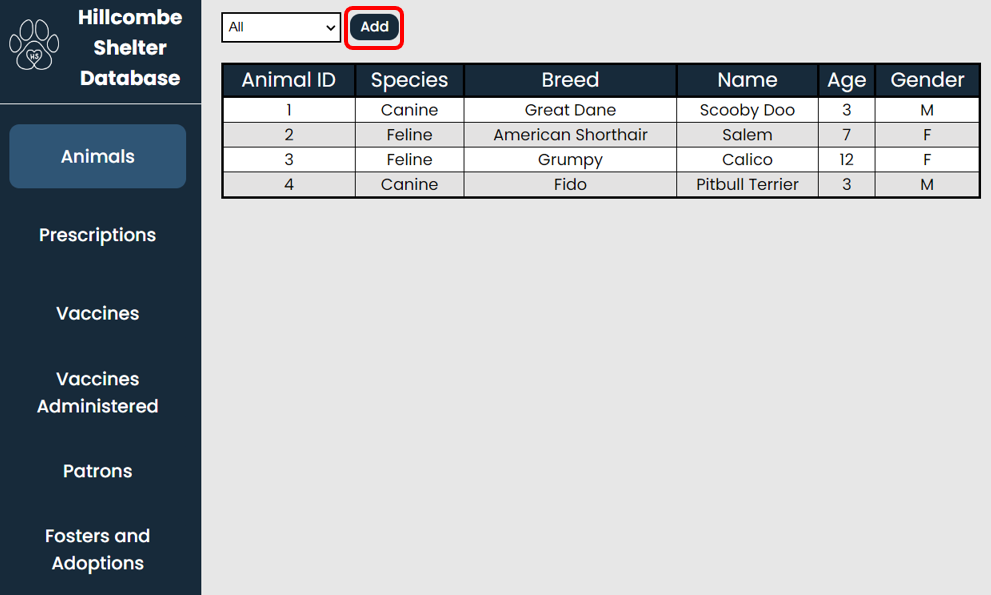 Hillcombe
Shelter
Database
HS
Animals
Prescriptions
Vaccines
Vaccines
Administered
Patrons
Fosters and
Adoptions
All Add
Animal ID Species Breed Name Age Gender
1 Canine Great Dane Scooby Doo 3 M
2 Feline American Shorthair Salem 7 F
3 Feline Grumpy Calico 12 F
4 Canine Fido Pitbull Terrier 3 M